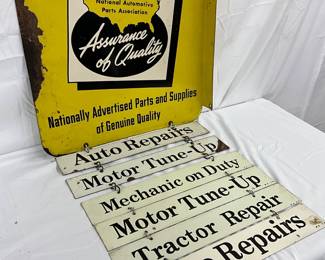 National Automotive
Parts Association
Assurance
of Quality
Nationally Advertised Parts and Supplies
of Genuine Quality
Auto Repairs
Motor Tune-Up
Mechanic on Duty
Motor Tune-Up
Tractor Repair
Repairs